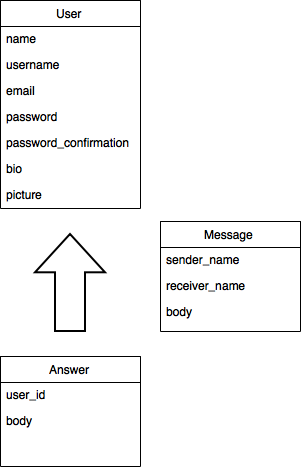 User
name
username
email
password
password_confirmation
bio
picture
Message
sender_name
receiver_name
body
Answer
user_id
body